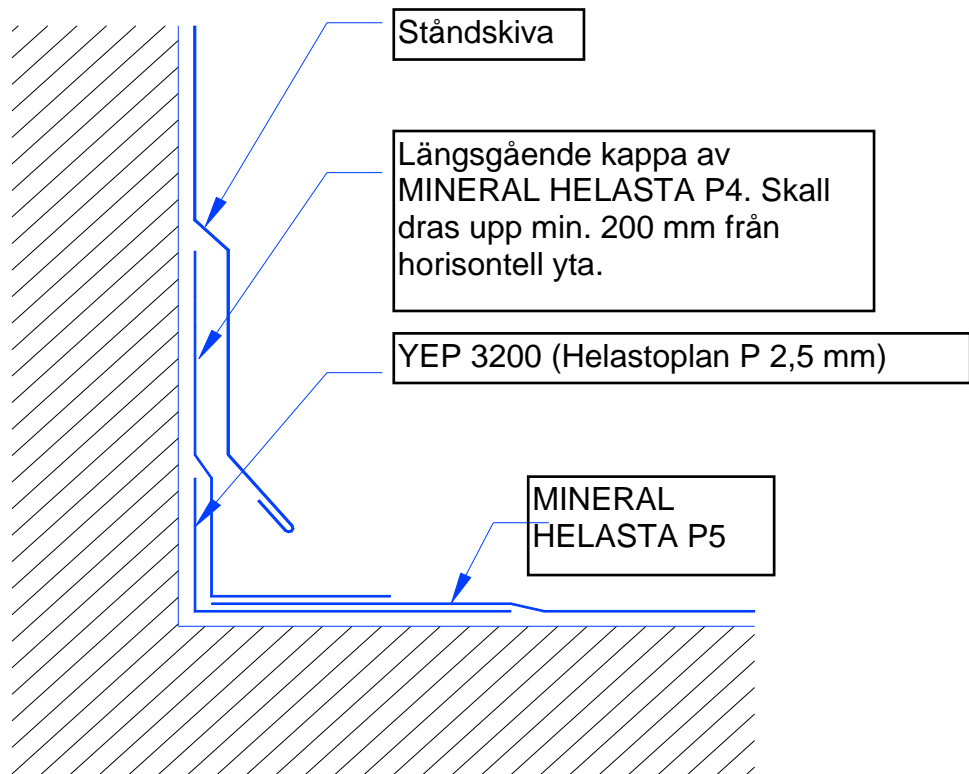 Ståndskiva
Längsgående kappa av
MINERAL HELASTA P4. Skall
dras upp min. 200 mm från
horisontell yta.
YEP 3200 (Helastoplan P 2,5 mm)
MINERAL
HELASTA P5